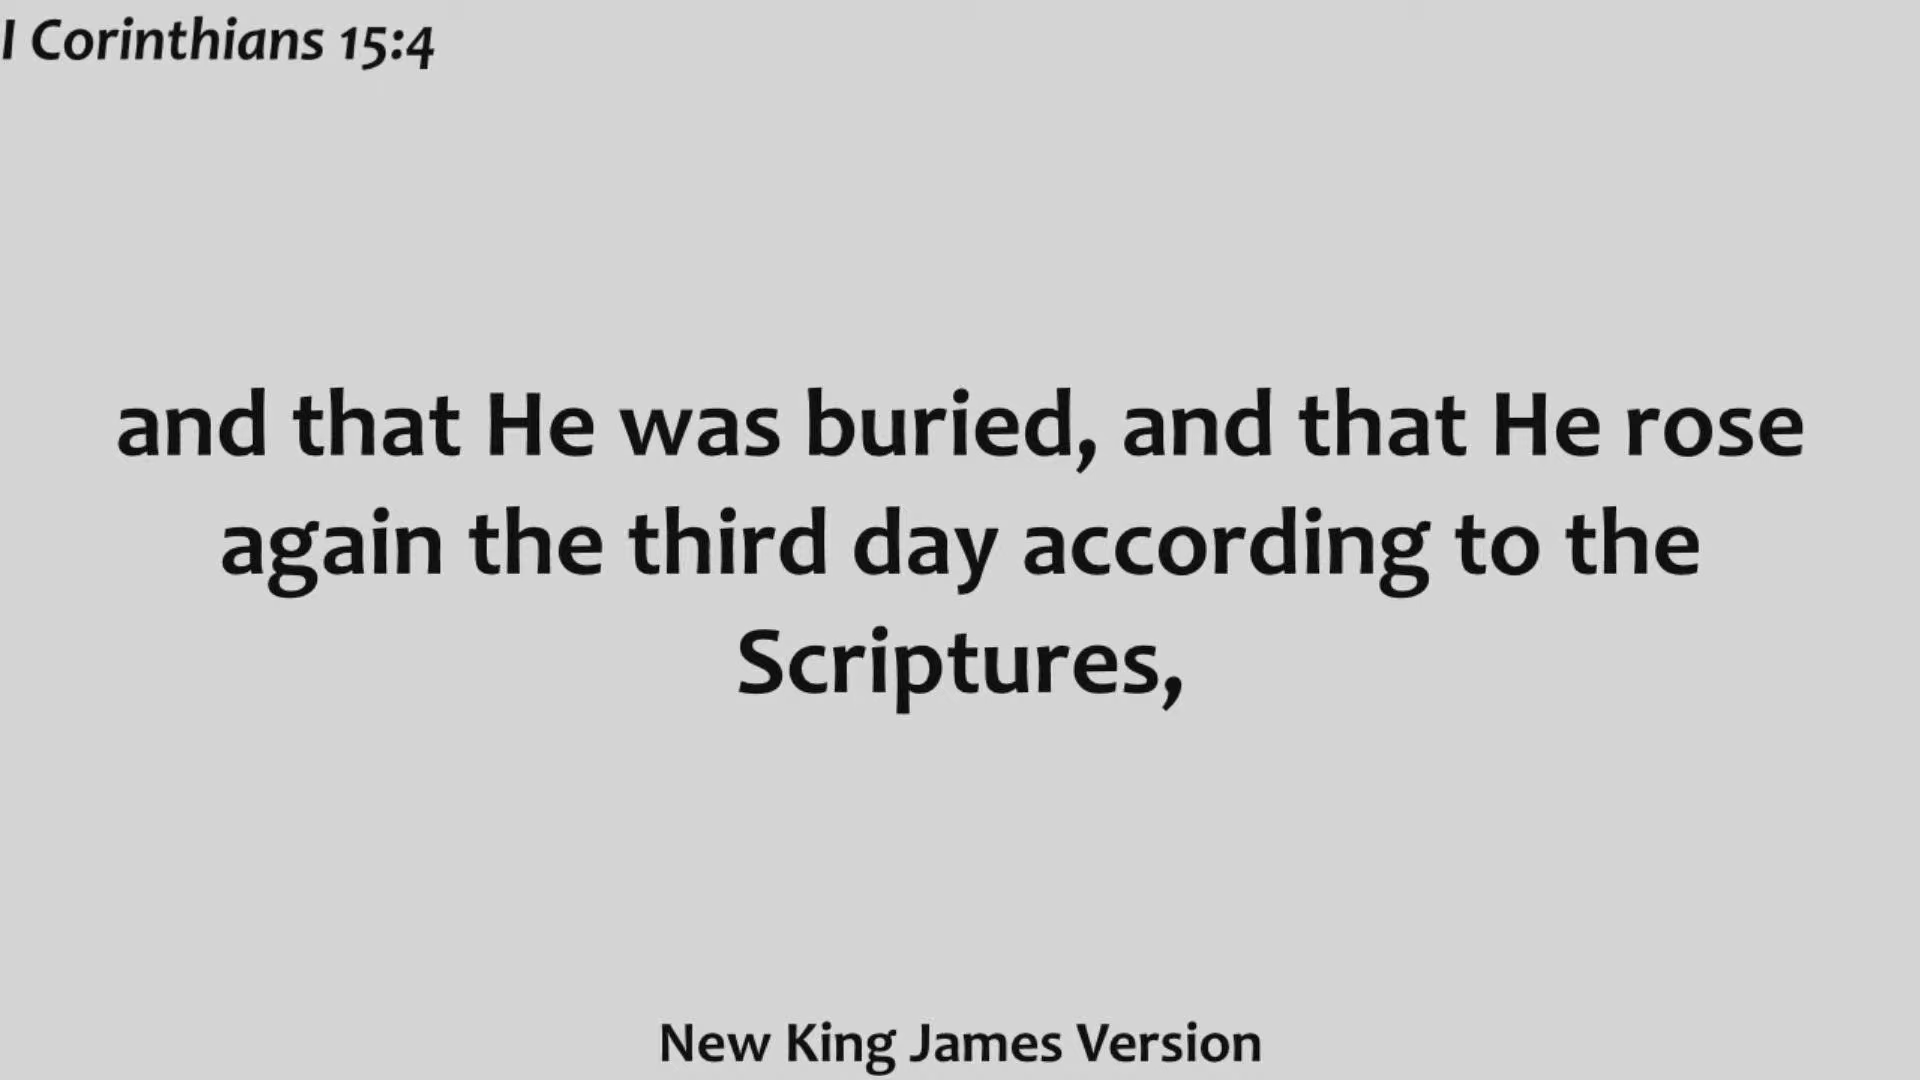 I Corinthians 15:4
and that He was buried, and that He rose
again the third day according to the
Scriptures,
New King James Version